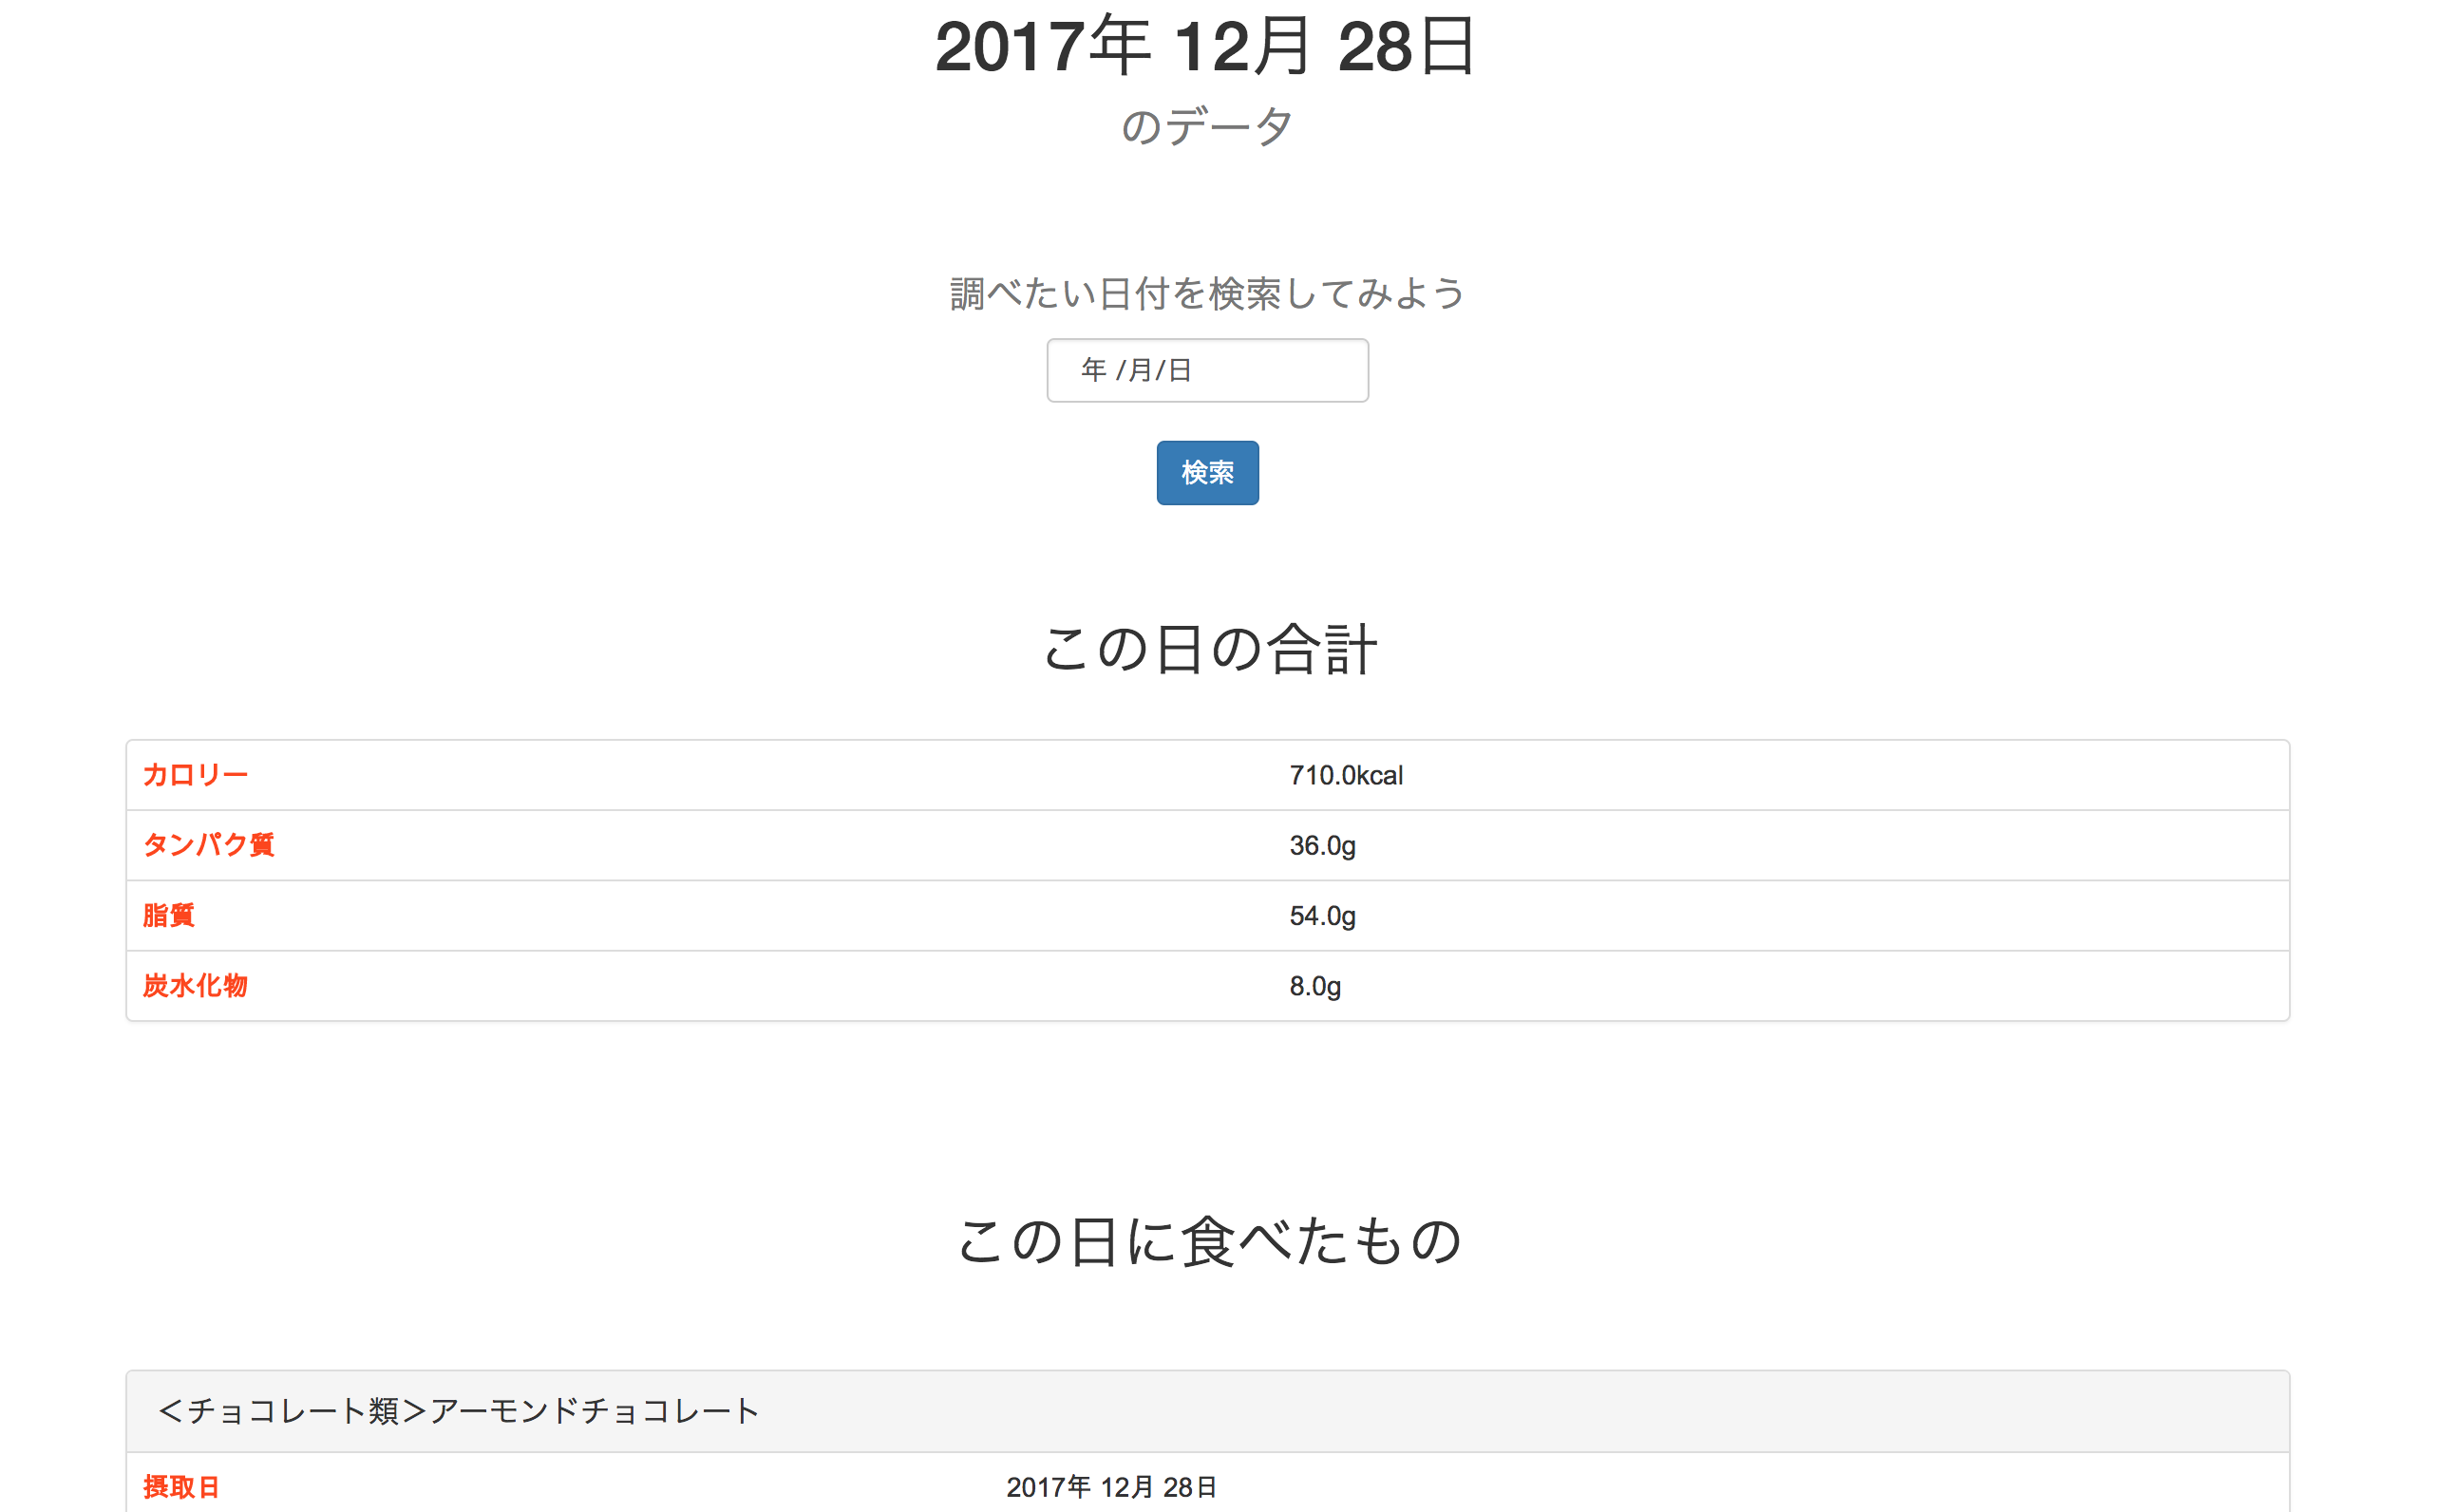 2017年 12月 28日
のデータ
調べたい日付を検索してみよう
年 /月/日
検索
この日の合計
カロリー 710.0kcal
タンパク質 36.0g
脂質 54.0g
炭水化物 8.0g
この日に食べたもの
＜チョコレート類＞アーモンドチョコレート
摂取日 2017年 12月 28日